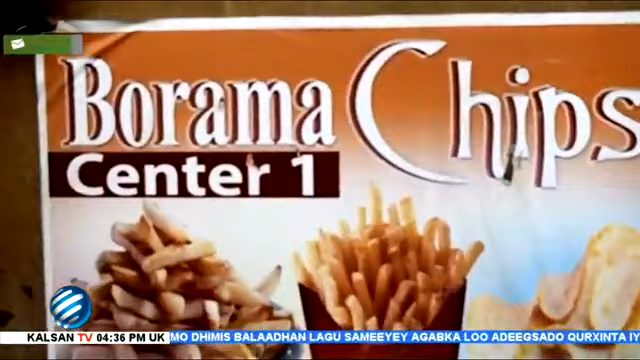 Borama Chips
Center 1
KALSAN TV 04:36 PM UK MO DHIMIS BALAADHAN LAGU SAMEEYEY AGABKA LOO ADEEGSADO QURXINTA IY